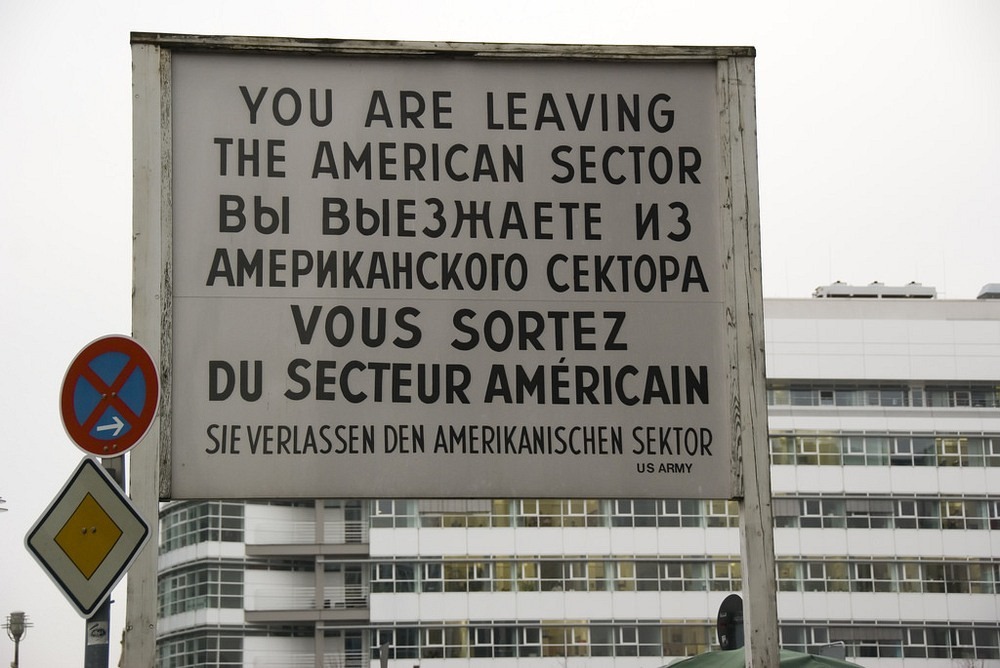 YOU ARE LEAVING
THE AMERICAN SECTOR
ВЫ ВЫЕЗЖАЕТЕ ИЗ
АМЕРИКАНСКОГО СЕКТОРА
VOUS SORTEZ
DU SECTEUR AMÉRICAIN
SIE VERLASSEN DEN AMERIKANISCHEN SEKTOR
US ARMY